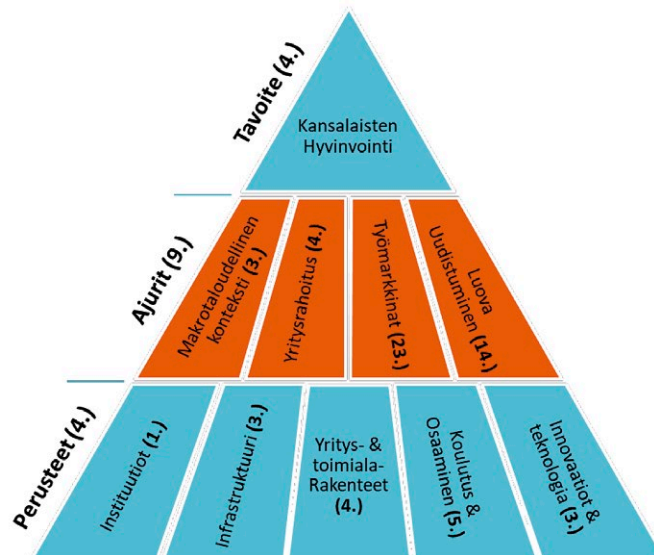 Tavoite (4.)
Kansalaisten
Hyvinvointi
Ajurit (9.)
Makrotaloudellinen
konteksti (3.)
Yritysrahoitus (4.)
Työmarkkinat
(23.)
Luova
Uudistuminen
(14.)
Perusteet (4.)
Instituutiot (1.)
Infrastruktuuri (3.)
Yritys- &
toimiala-
Rakenteet
(4.)
Koulutus &
Osaaminen
(5.)
Innovaatiot &
teknologia (3.)